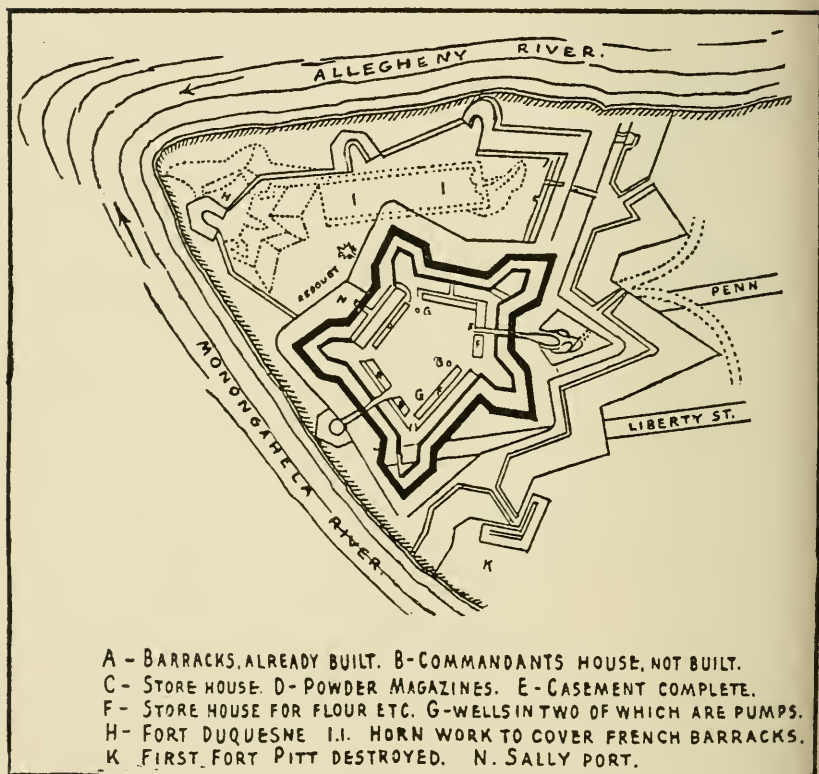 ALLEGHENY RIVER.
H
I I
REDOUBT
N
G
PENN
E
F
B
G
LIBERTY ST.
MONONGAHELA RIVER.
K
A - BARRACKS, ALREADY BUILT. B-COMMANDANTS HOUSE, NOT BUILT.
C- STORE HOUSE. D-POWDER MAGAZINES. E-CASEMENT COMPLETE.
F- STORE HOUSE FOR FLOUR ETC. G-WELLS IN TWO OF WHICH ARE PUMPS.
H- FORT DUQUESNE I.I. HORN WORK TO COVER FRENCH BARRACKS.
K FIRST FORT PITT DESTROYED. N. SALLY PORT.